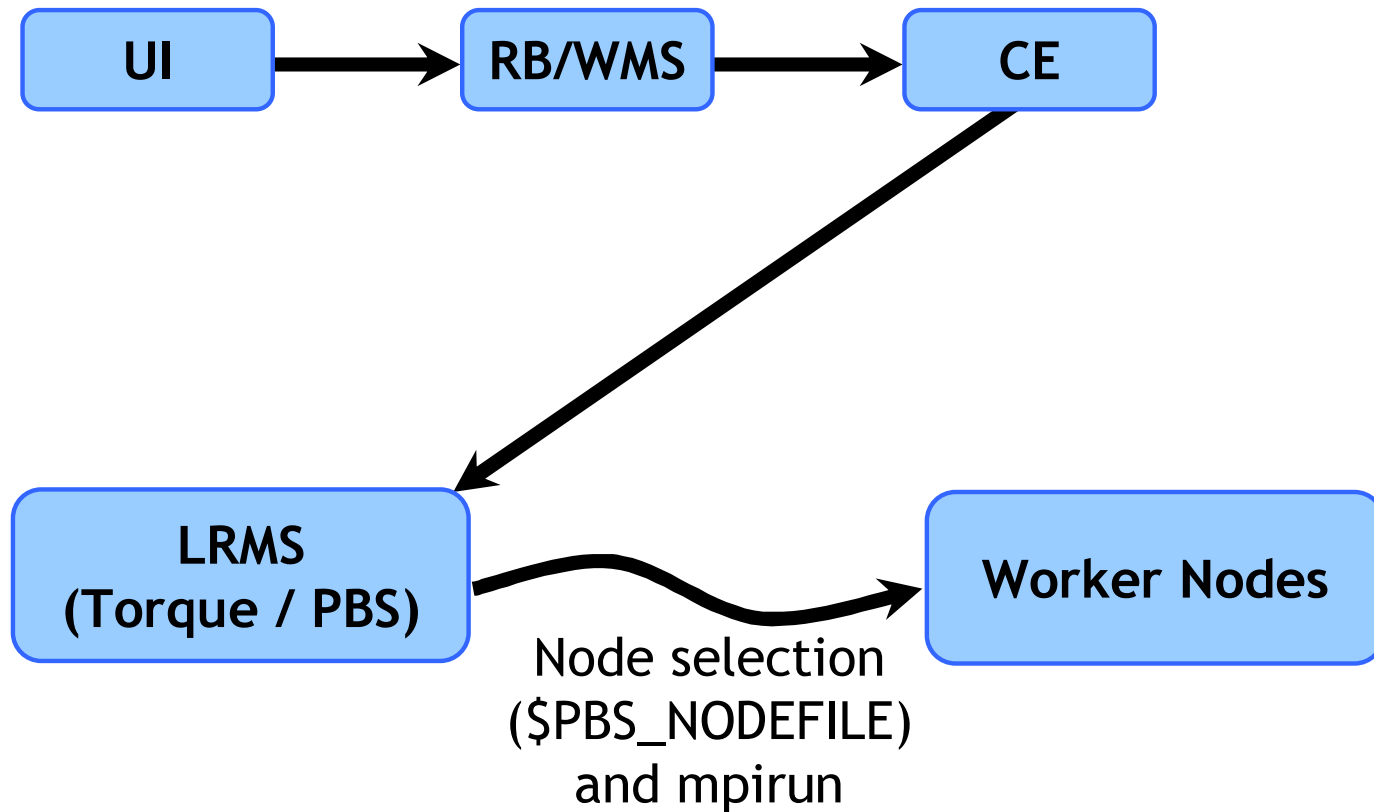 UI
RB/WMS
CE
LRMS
(Torque / PBS)
Worker Nodes
Node selection
($PBS_NODEFILE)
and mpirun